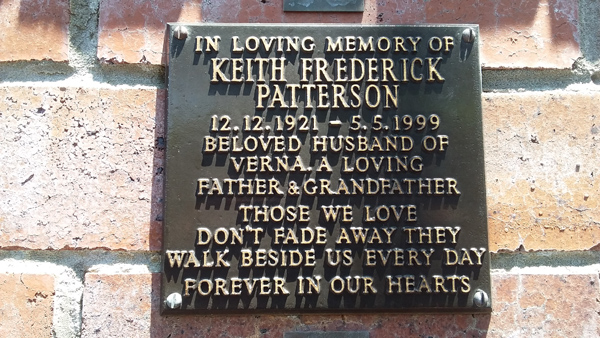 IN LOVING MEMORY OF
KEITH FREDERICK
PATTERSON
12.12.1921 - 5.5.1999
BELOVED HUSBAND OF
VERNA. A LOVING
FATHER & GRANDFATHER
THOSE WE LOVE
DON'T FADE AWAY THEY
WALK BESIDE US EVERY DAY
FOREVER IN OUR HEARTS